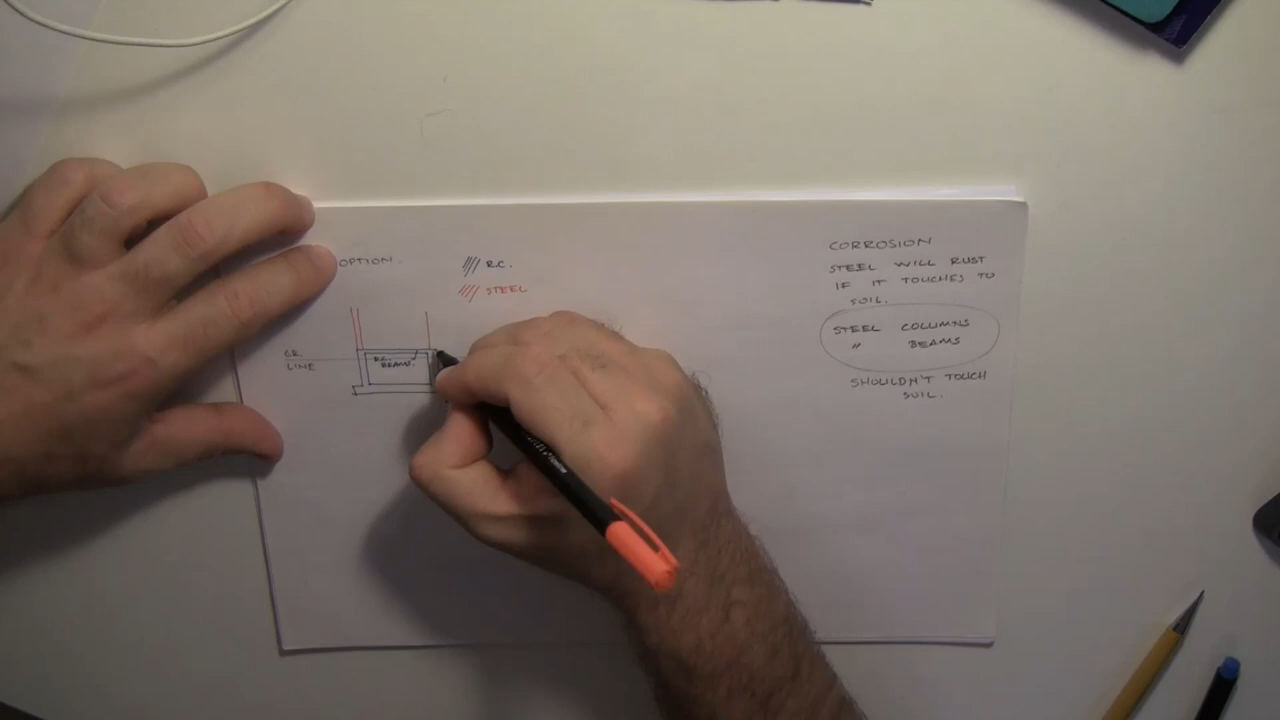 OPTION.
R.C.
STEEL
GR.
LINE
R.C.
BEAMS.
CORROSION
STEEL WILL RUST
IF IT TOUCHES TO
SOIL.
STEEL COLUMNS
" BEAMS
SHOULDN'T TOUCH
SOIL.